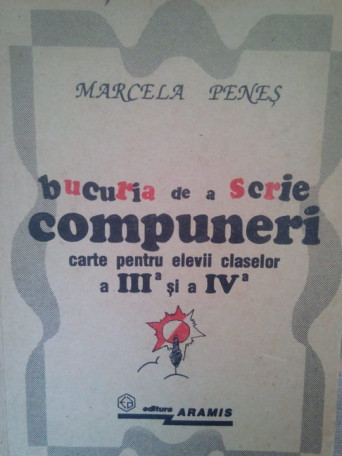 MARCELA PENEȘ
bucuria de a scrie
compuneri
carte pentru elevii claselor
a IIIª și a IVª
editura ARAMIS